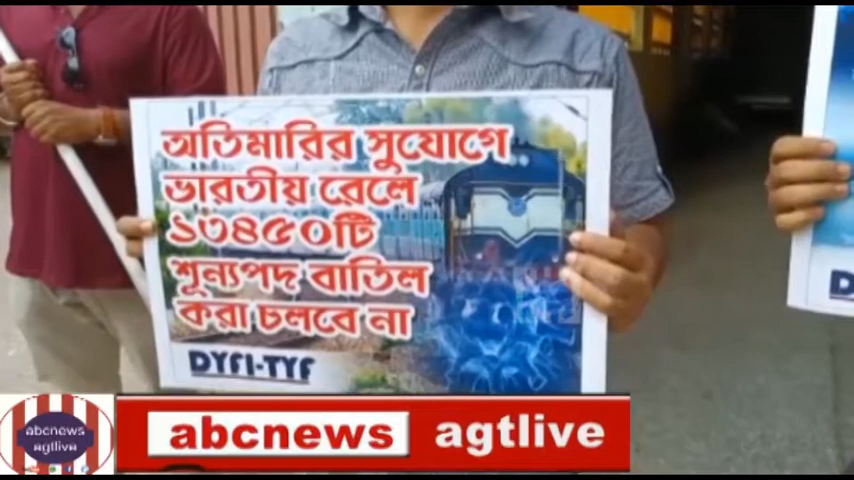 অতিমারির সুযোগে
ভারতীয় রেলে
১৩৪৫০টি
শূন্যপদ বাতিল
করা চলবে না
DYFI-TYF
D
abcnews
agtlive
abcnews agtlive